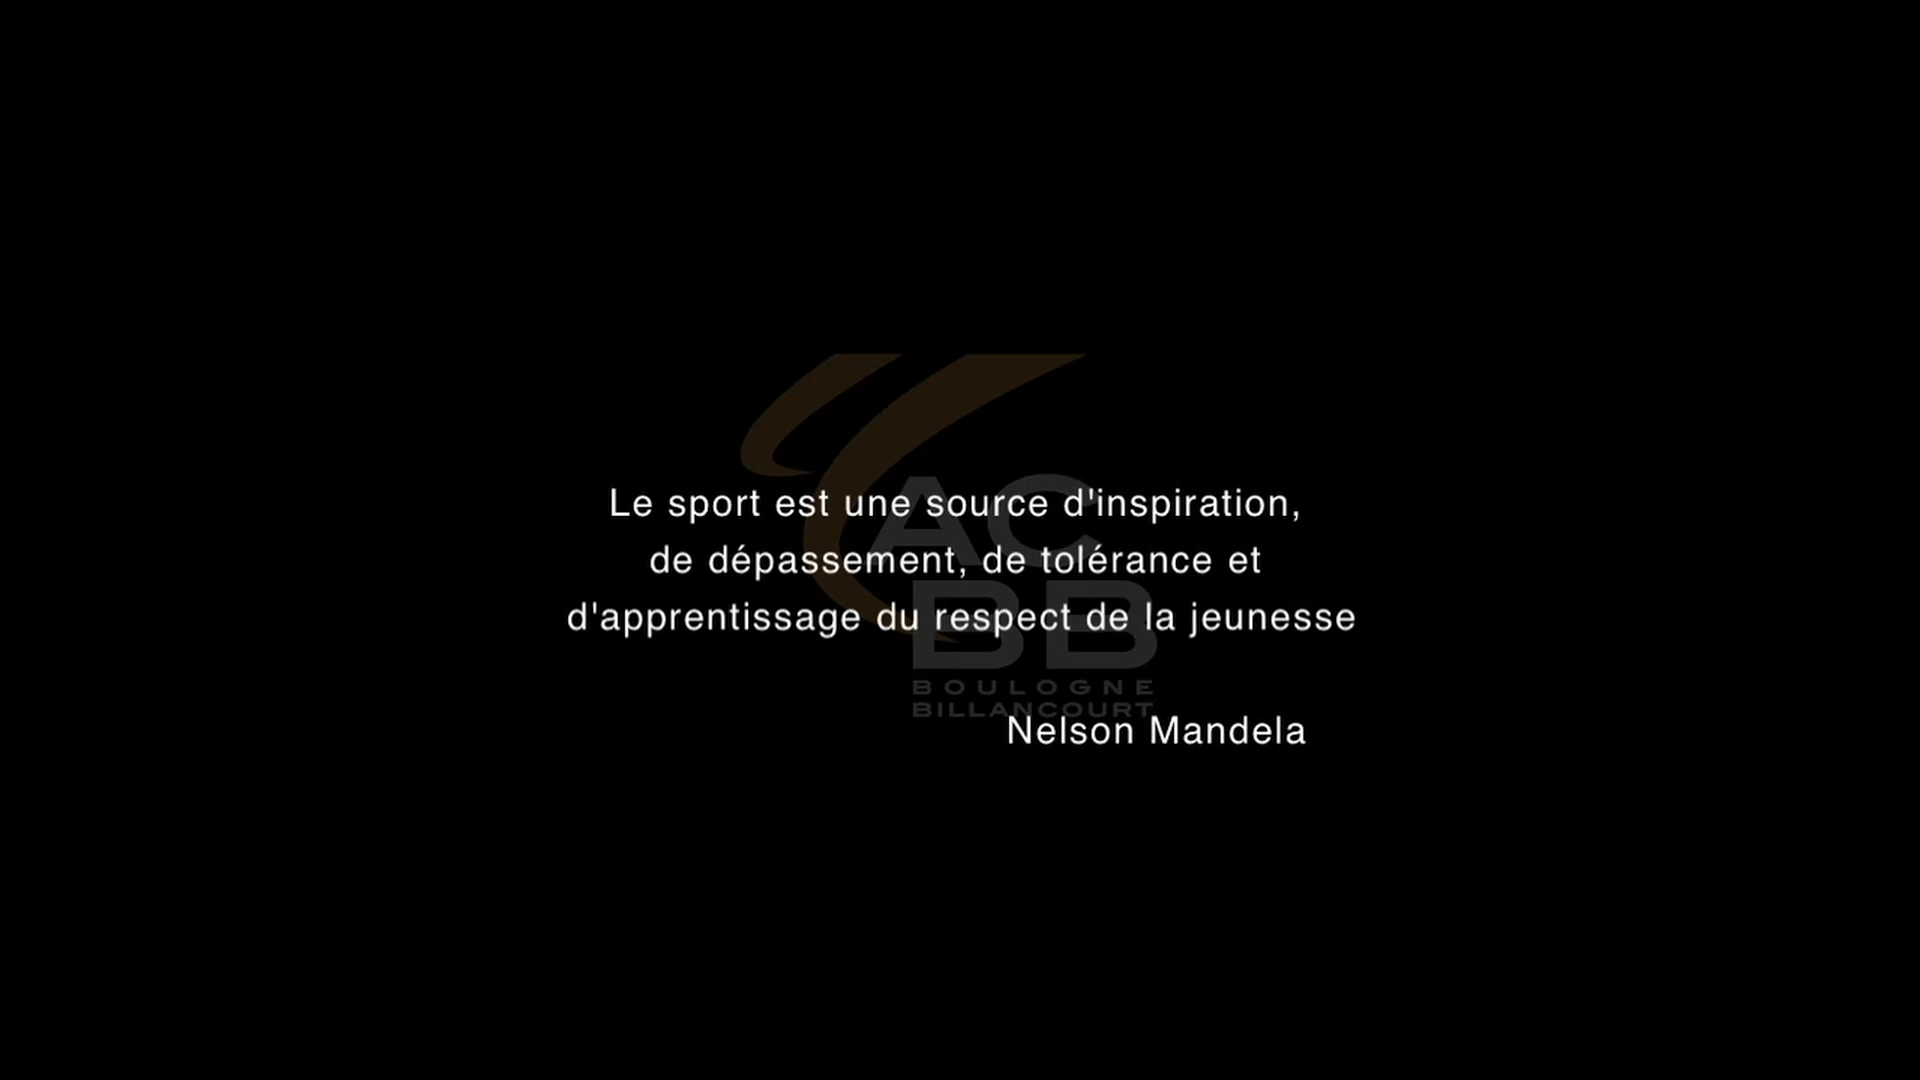 Le sport est une source d'inspiration,
de dépassement, de tolérance et
d'apprentissage du respect de la jeunesse
Nelson Mandela
AC
BB
BOULOGNE
BILLANCOURT